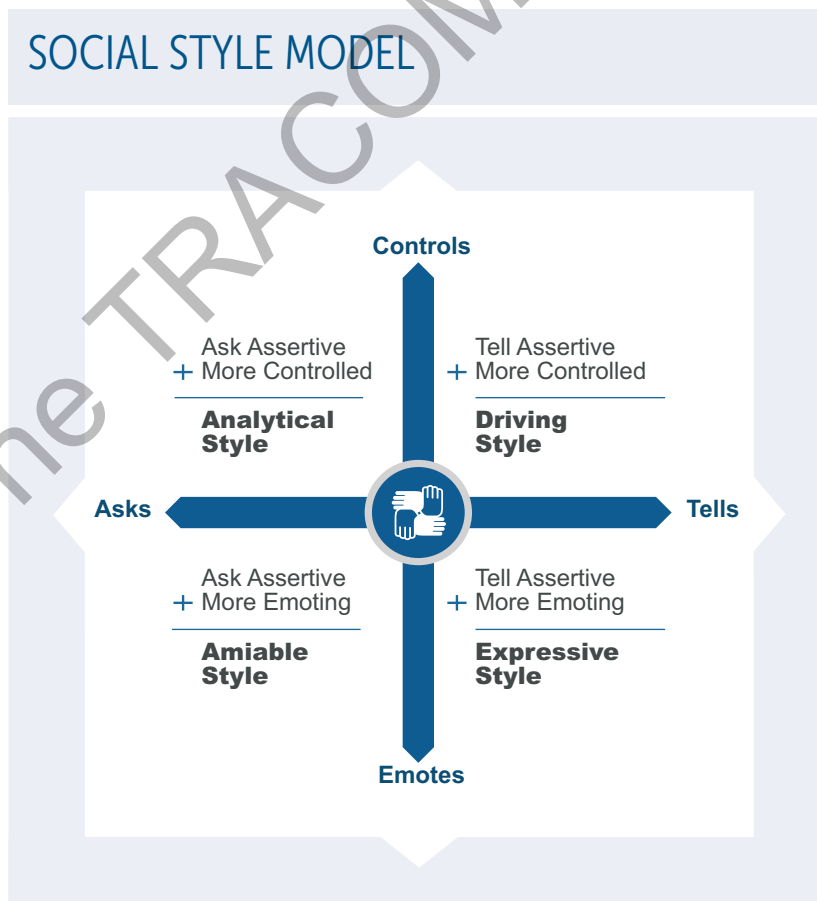 SOCIAL STYLE MODEL
Controls
Ask Assertive
+ More Controlled
Analytical
Style
Tell Assertive
+ More Controlled
Driving
Style
Asks
Tells
Ask Assertive
+ More Emoting
Amiable
Style
Tell Assertive
+ More Emoting
Expressive
Style
Emotes
TRACOM